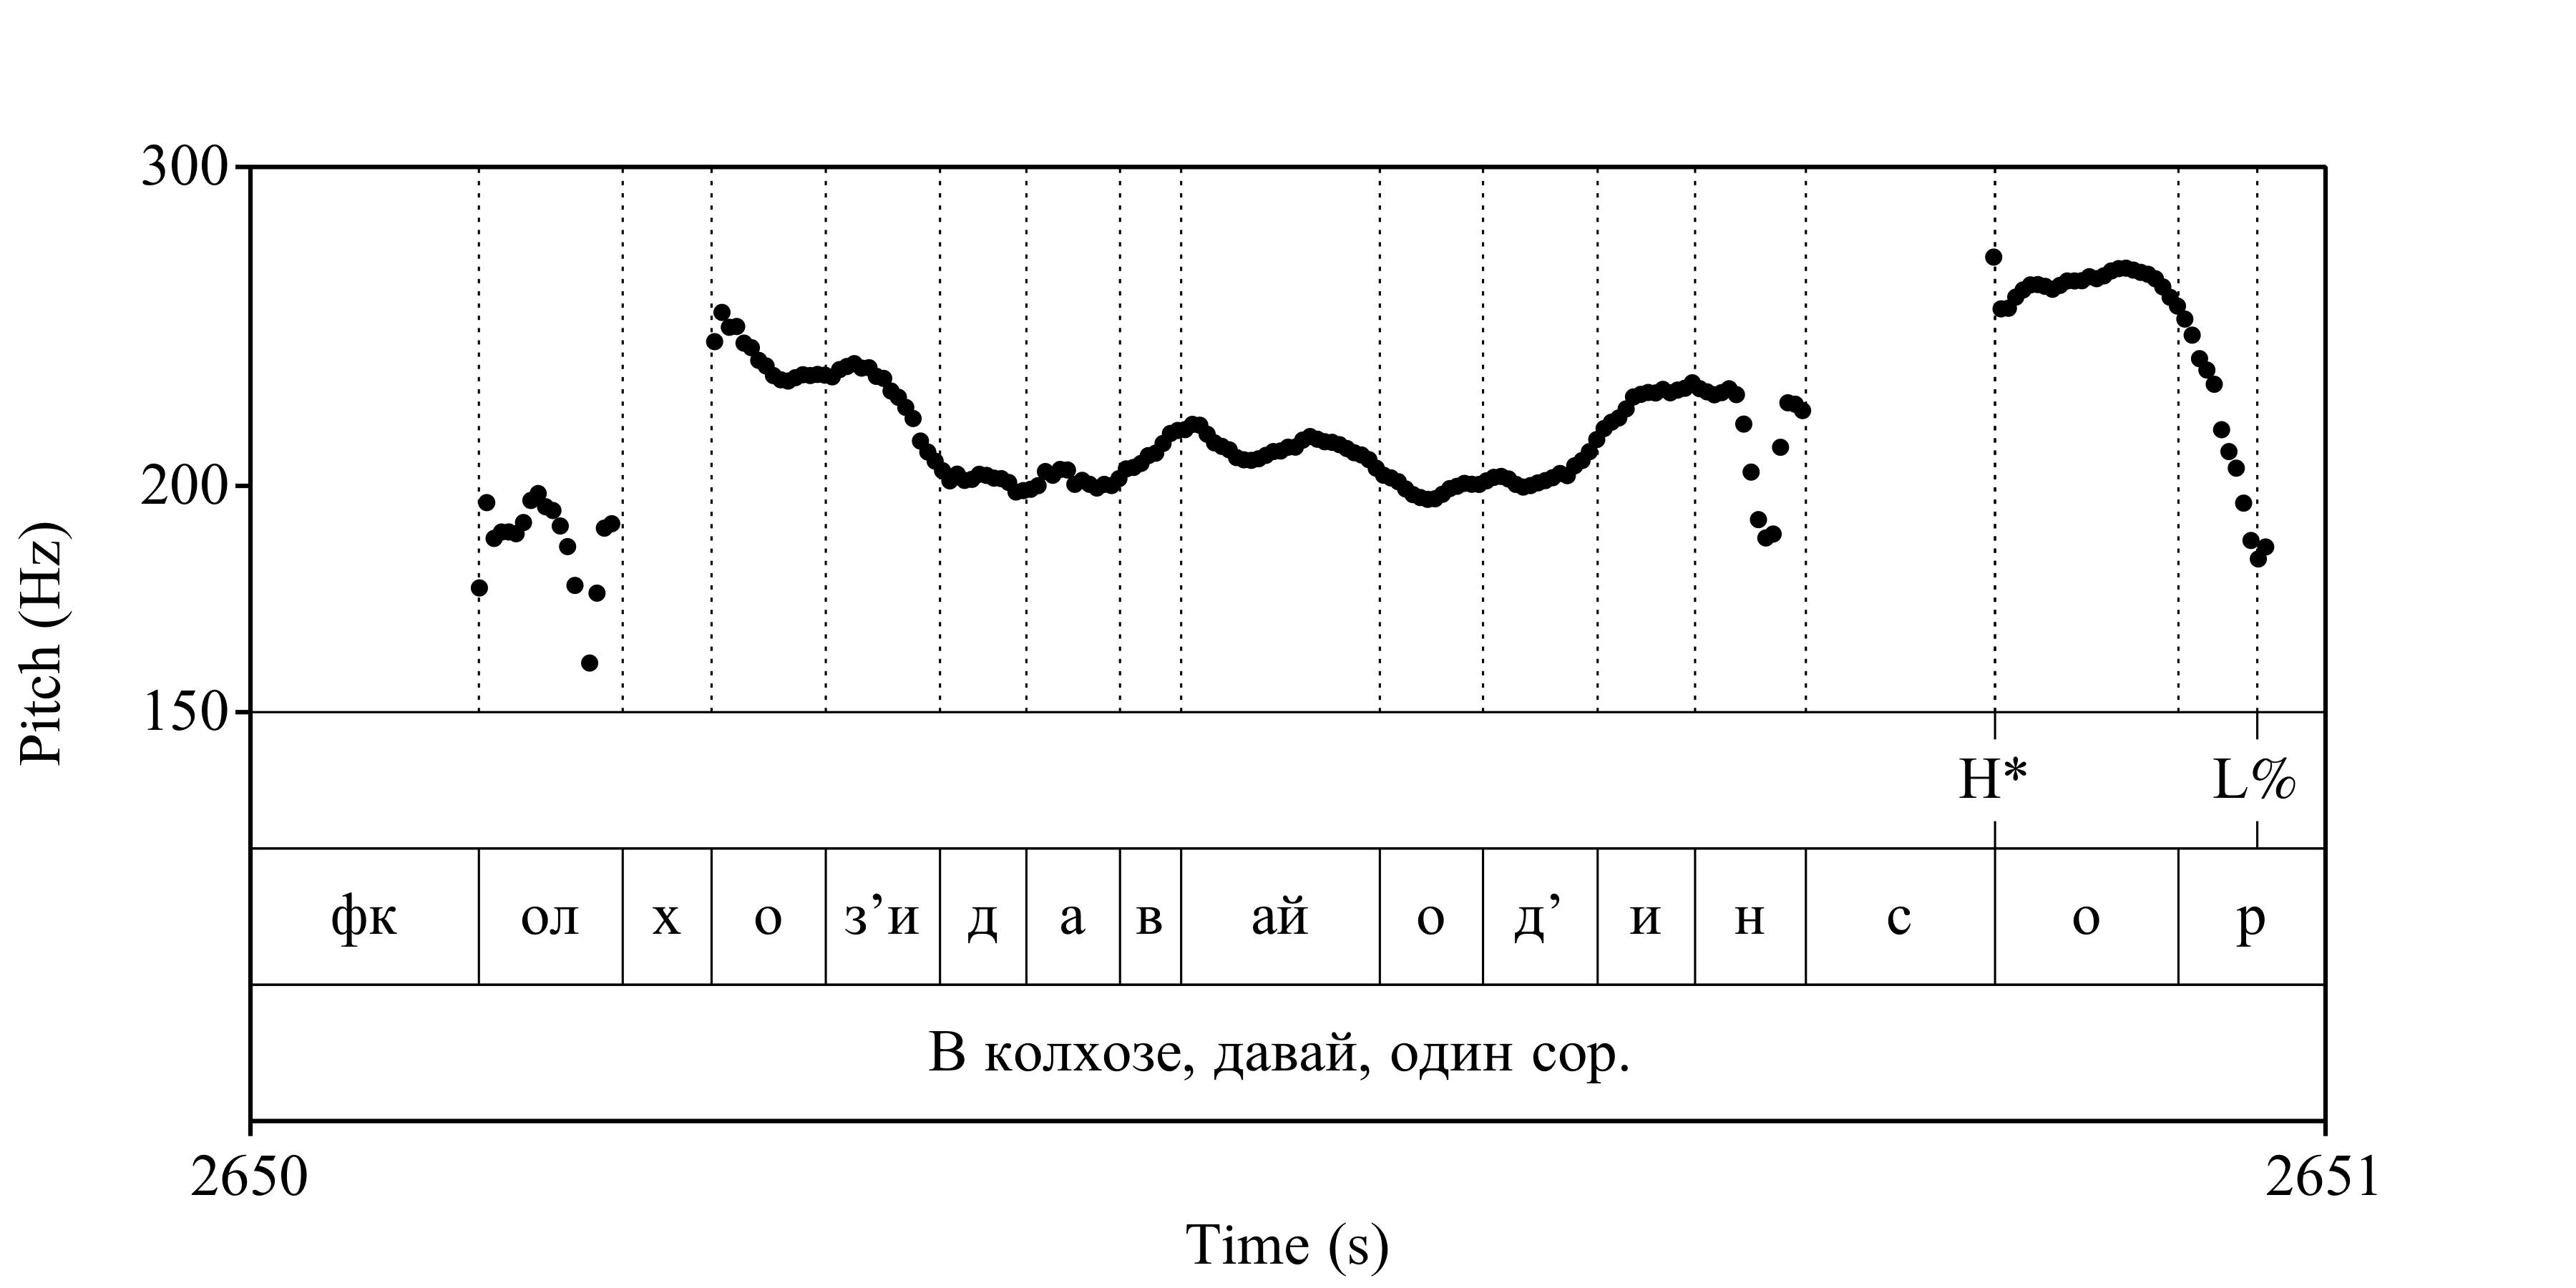 300
200
150
Pitch (Hz)
H* L%
фк ол х о з’и д а в ай о д’ и н с о р
В колхозе, давай, один сор.
2650 2651
Time (s)